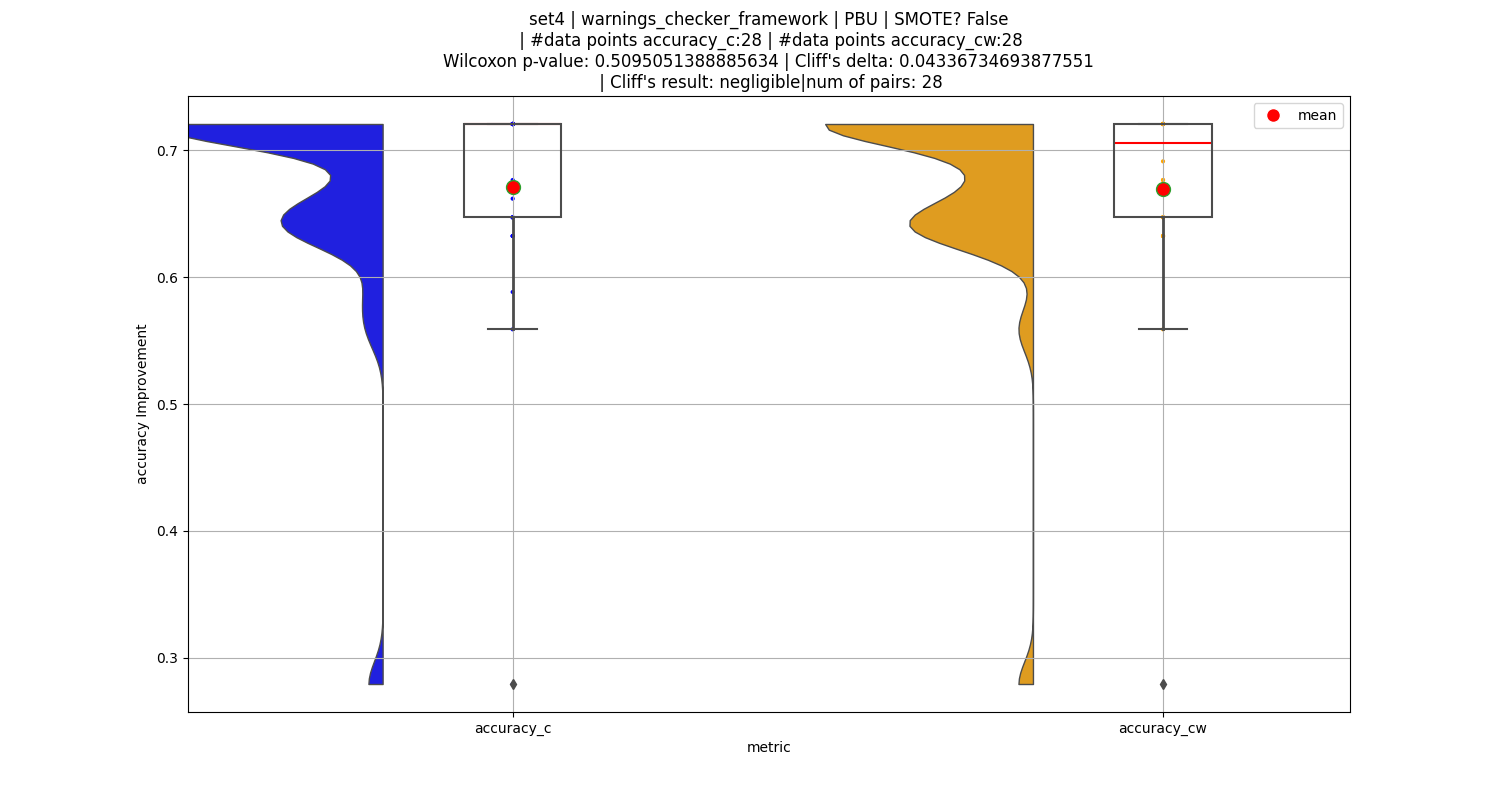 set4 | warnings_checker_framework | PBU | SMOTE? False
| #data points accuracy_c:28 | #data points accuracy_cw:28
Wilcoxon p-value: 0.5095051388885634 | Cliff's delta: 0.04336734693877551
| Cliff's result: negligible|num of pairs: 28
mean
0.7
0.6
0.5
0.4
0.3
accuracy Improvement
accuracy_c
accuracy_cw
metric